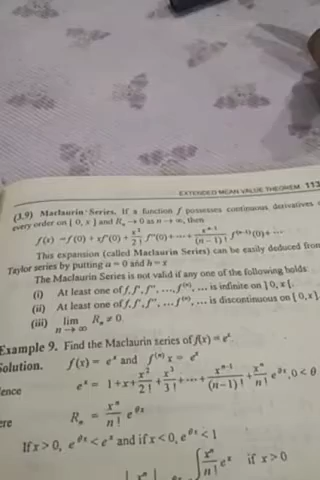 EXTENDED MEAN VALUE THEOREM 113
(3.9) Maclaurin Series. If a function f possesses continuous derivatives
every order on [ 0, x ] and Rₙ → 0 as n → ∞, then
f(x) = f(0) + xf'(0) + x²/2! f''(0) + ... + xⁿ⁻¹/(n−1)! f⁽ⁿ⁻¹⁾(0) + ...
This expansion (called Maclaurin Series) can be easily deduced from
Taylor series by putting a = 0 and h = x
The Maclaurin Series is not valid if any one of the following holds
(i) At least one of f, f', f'', ..., f⁽ⁿ⁾, ... is infinite on ]0, x[.
(ii) At least one of f, f', f'', ... f⁽ⁿ⁾, ... is discontinuous on [0, x].
(iii) lim n→∞ Rₙ ≠ 0.
Example 9. Find the Maclaurin series of f(x) = eˣ.
Solution. f(x) = eˣ and f⁽ⁿ⁾ x = eˣ
eˣ = 1 + x + x²/2! + x³/3! + ... + xⁿ⁻¹/(n−1)! + xⁿ/n! e^θx, 0 < θ
Rₙ = xⁿ/n! e^θx
If x > 0, e^θx < eˣ and if x < 0, e^θx < 1
xⁿ/n! eˣ if x > 0